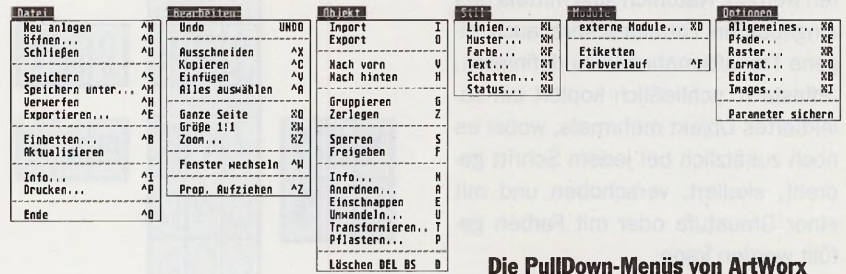 Datei
Neu anlegen ^N
Öffnen... ^O
Schließen ^U
Speichern ^S
Speichern unter... ^M
Verwerfen
Exportieren... ^E
Einbetten... ^B
Aktualisieren
Info... ^I
Drucken... ^P
Ende ^Q
Bearbeiten
Undo UNDO
Ausschneiden ^X
Kopieren ^C
Einfügen ^V
Alles auswählen ^A
Ganze Seite
Größe 1:1
Zoom...
Fenster wechseln ^W
Prop. Aufziehen ^Z
Objekt
Import I
Export O
Nach vorn V
Nach hinten H
Gruppieren G
Zerlegen Z
Sperren S
Freigeben F
Info... N
Anordnen... A
Einschnappen E
Umwandeln... U
Transformieren.. T
Pflastern... P
Löschen DEL BS D
Stil
Linien... ⌘L
Muster... ⌘M
Farbe... ⌘F
Text... ⌘T
Schatten... ⌘S
Status... ⌘U
Module
externe Module... ⌘D
Etiketten
Farbverlauf ^F
Optionen
Allgemeines... ⌘A
Pfade... ⌘E
Raster... ⌘R
Formular... ⌘O
Editor... ⌘B
Images... ⌘I
Parameter sichern
Die PullDown-Menüs von ArtWorx